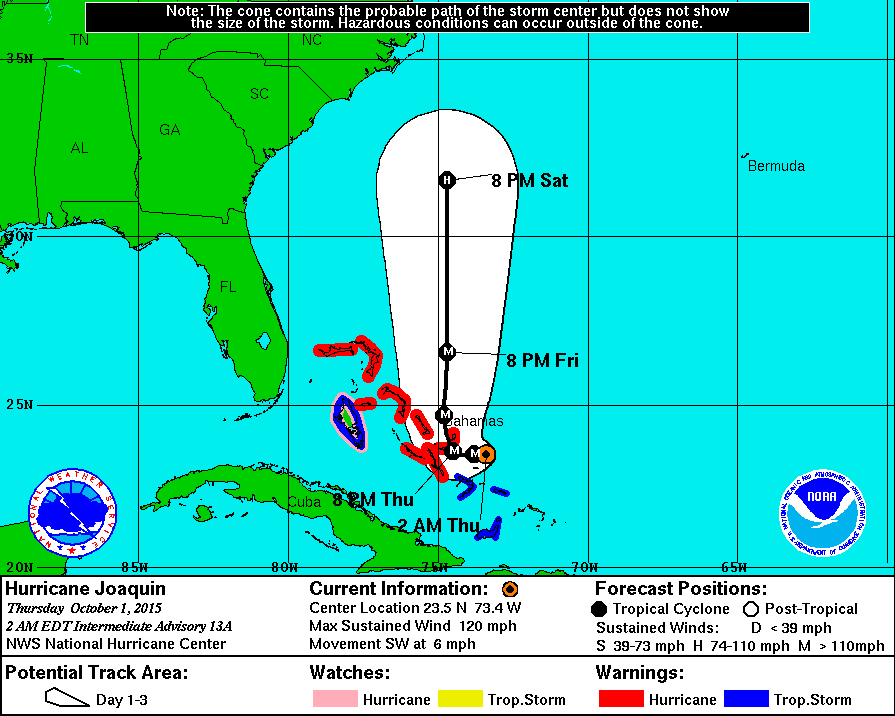 Note: The cone contains the probable path of the storm center but does not show
the size of the storm. Hazardous conditions can occur outside of the cone.
TN
NC
35N
SC
AL
GA
Bermuda
8 PM Sat
H
30N
FL
M
8 PM Fri
25N
M
Bahamas
M
M
8 PM Thu
Cuba
2 AM Thu
NATIONAL WEATHER SERVICE
NOAA
20N
80W
75W
70W
65W
85W
Hurricane Joaquin
Thursday October 1, 2015
2 AM EDT Intermediate Advisory 13A
NWS National Hurricane Center
Current Information:
Center Location 23.5 N 73.4 W
Max Sustained Wind 120 mph
Movement SW at 6 mph
Forecast Positions:
Tropical Cyclone Post-Tropical
Sustained Winds: D < 39 mph
S 39-73 mph H 74-110 mph M > 110mph
Potential Track Area:
Day 1-3
Watches:
Hurricane Trop.Storm
Warnings:
Hurricane Trop.Storm